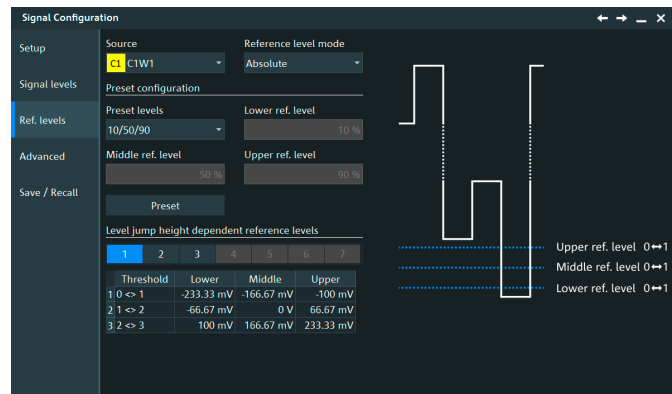 Signal Configuration
Setup
Signal levels
Ref. levels
Advanced
Save / Recall
Source Reference level mode
C1 C1W1 Absolute
Preset configuration
Preset levels Lower ref. level
10/50/90 10 %
Middle ref. level Upper ref. level
50 % 90 %
Preset
Level jump height dependent reference levels
1 2 3 4 5 6 7
Threshold Lower Middle Upper
1 0 <> 1 -233.33 mV -166.67 mV -100 mV
2 1 <> 2 -66.67 mV 0 V 66.67 mV
3 2 <> 3 100 mV 166.67 mV 233.33 mV
Upper ref. level 0↔1
Middle ref. level 0↔1
Lower ref. level 0↔1